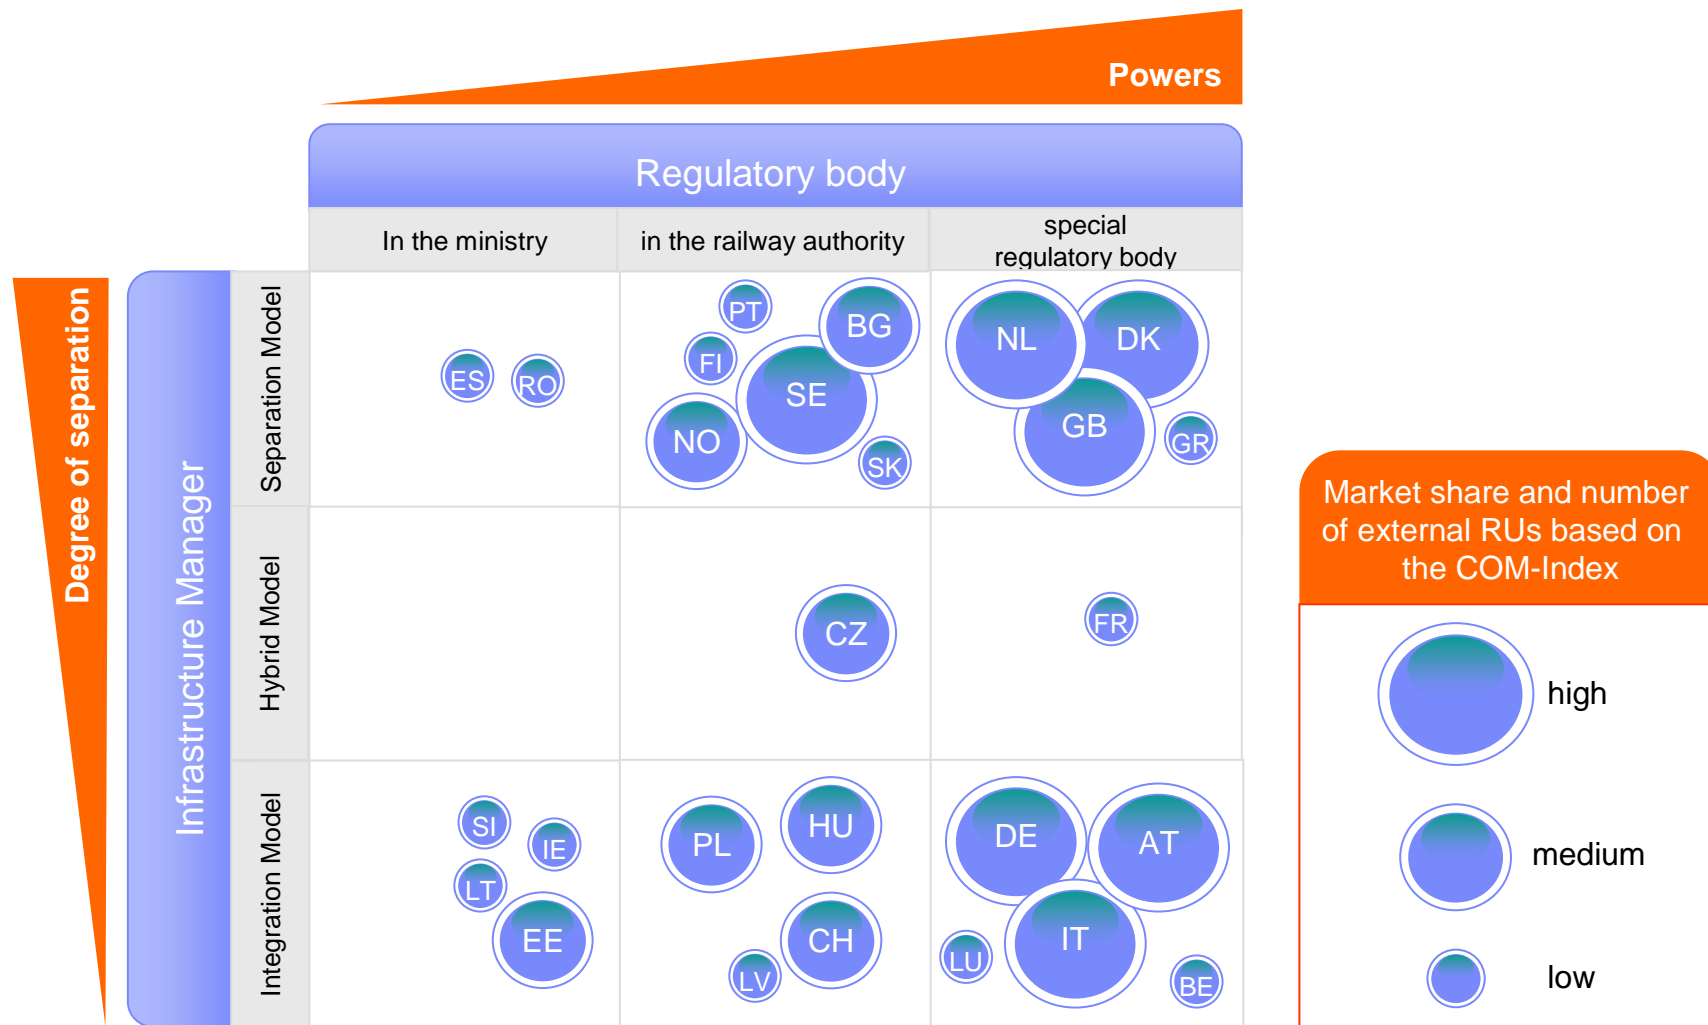 Powers
Regulatory body
In the ministry
in the railway authority
special
regulatory body
Degree of separation
Infrastructure Manager
Separation Model
ES
RO
PT
FI
BG
SE
NO
SK
NL
DK
GB
GR
Hybrid Model
CZ
FR
Integration Model
SI
IE
LT
EE
PL
HU
CH
LV
DE
AT
IT
LU
BE
Market share and number
of external RUs based on
the COM-Index
high
medium
low